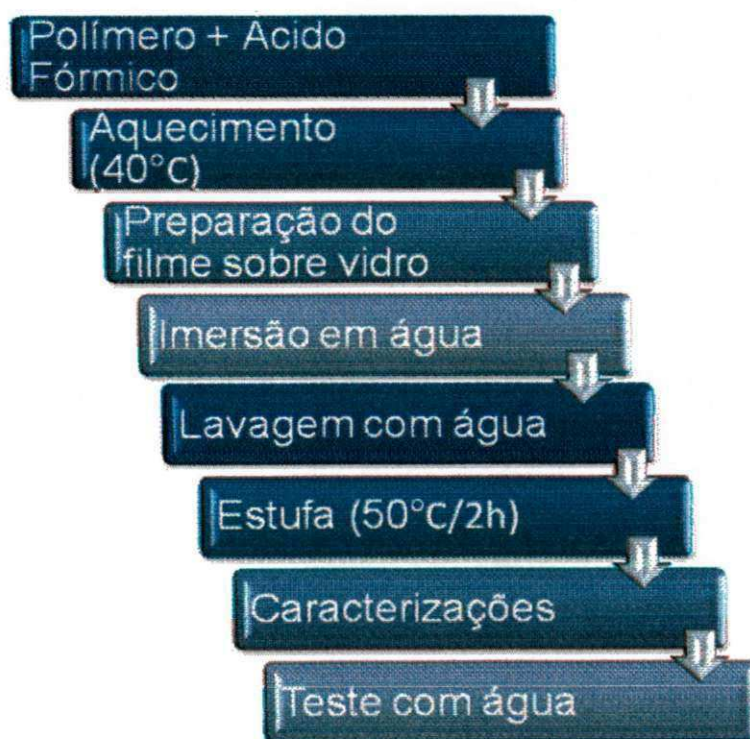 Polímero + Ácido
Fórmico
Aquecimento
(40°C)
Preparação do
filme sobre vidro
Imersão em água
Lavagem com água
Estufa (50°C/2h)
Caracterizações
Teste com água